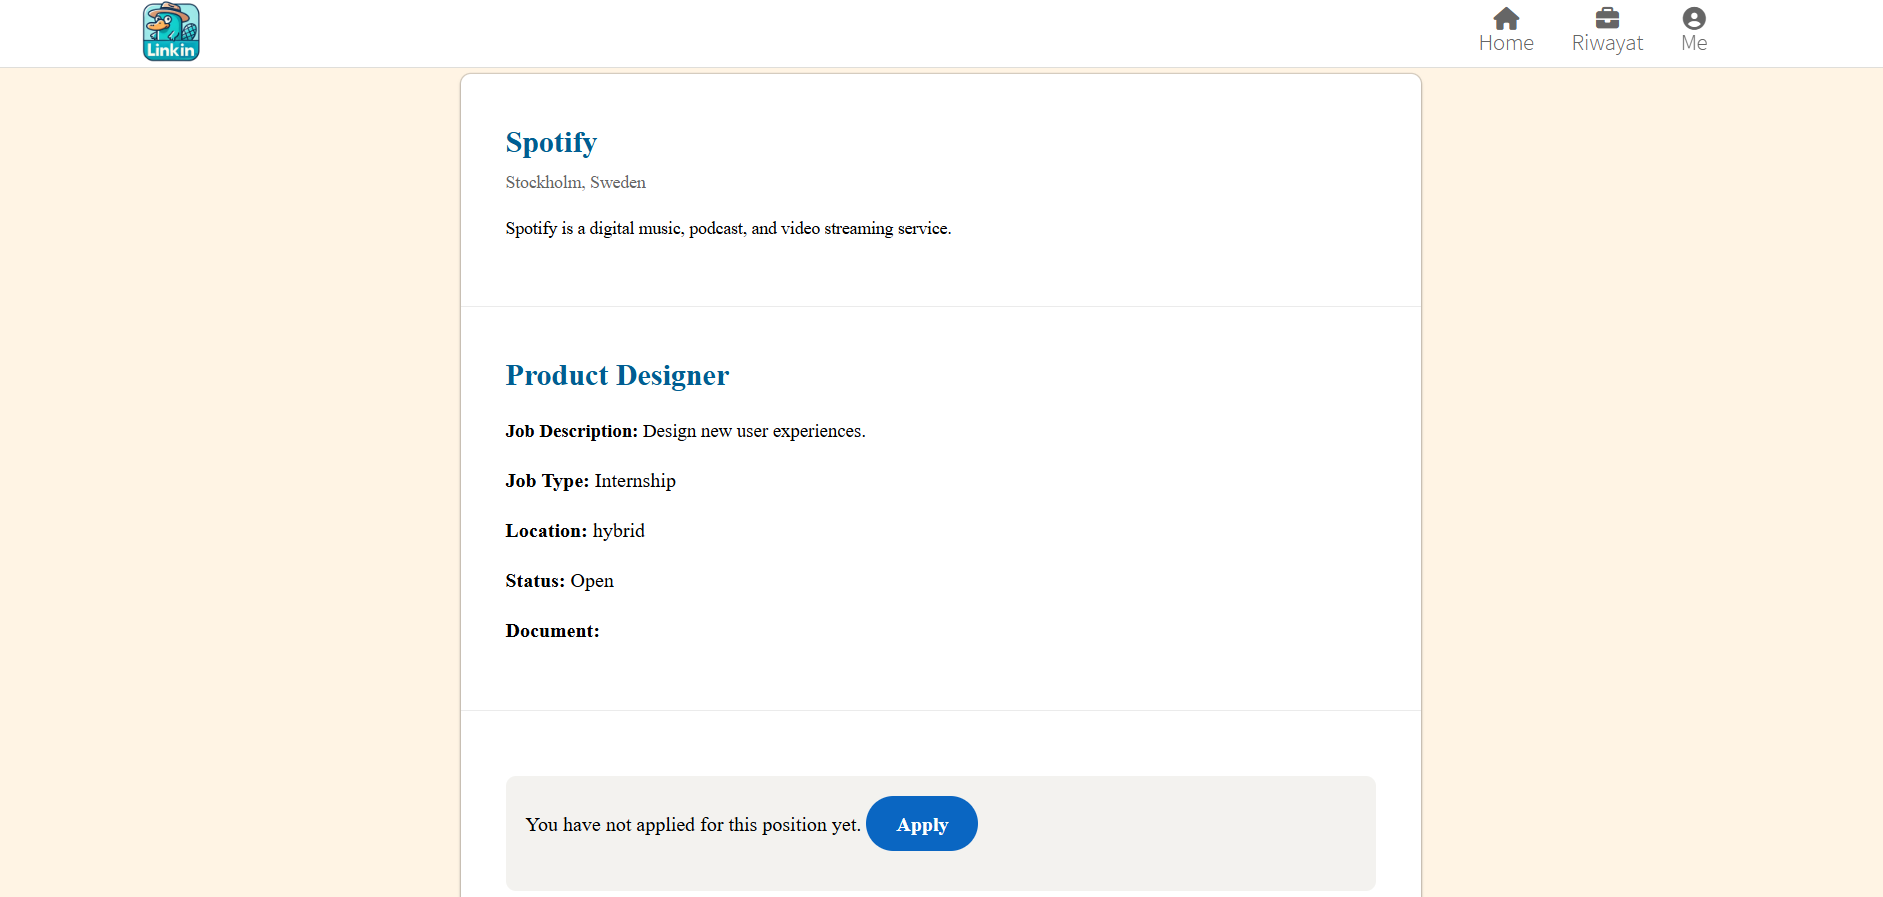 Linkin
Home
Riwayat
Me
Spotify
Stockholm, Sweden
Spotify is a digital music, podcast, and video streaming service.
Product Designer
Job Description: Design new user experiences.
Job Type: Internship
Location: hybrid
Status: Open
Document:
You have not applied for this position yet. Apply